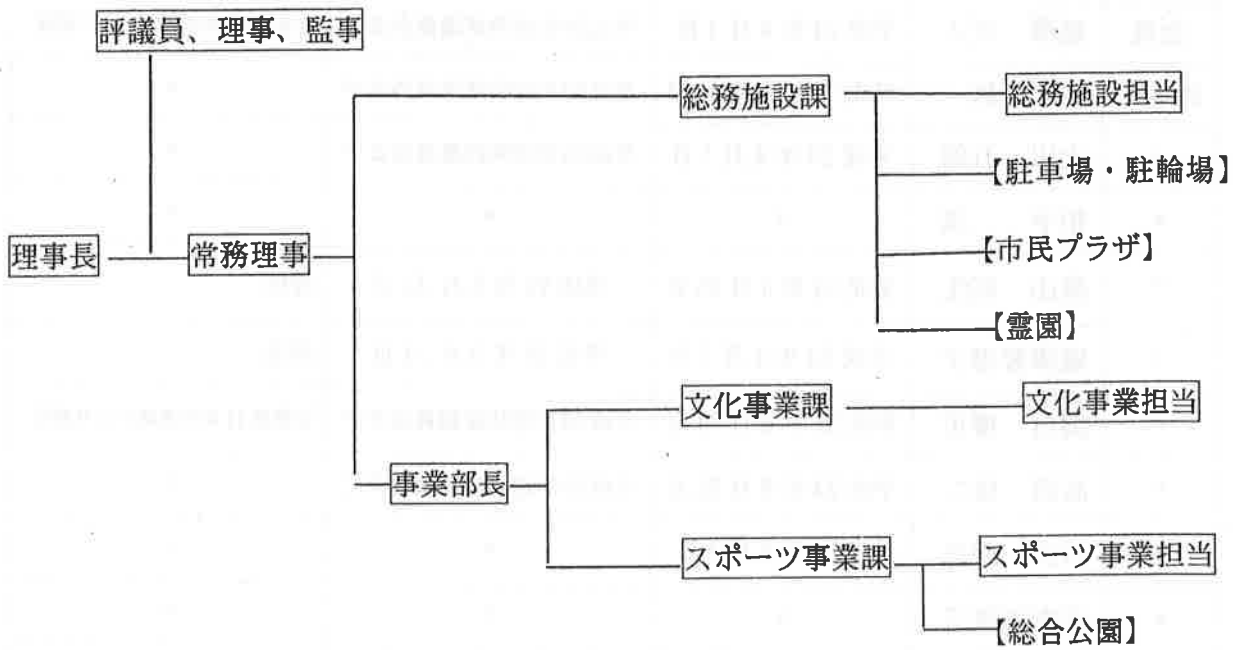 評議員、理事、監事
総務施設課
総務施設担当
【駐車場・駐輪場】
理事長
常務理事
【市民プラザ】
【霊園】
文化事業課
文化事業担当
事業部長
スポーツ事業課
スポーツ事業担当
【総合公園】